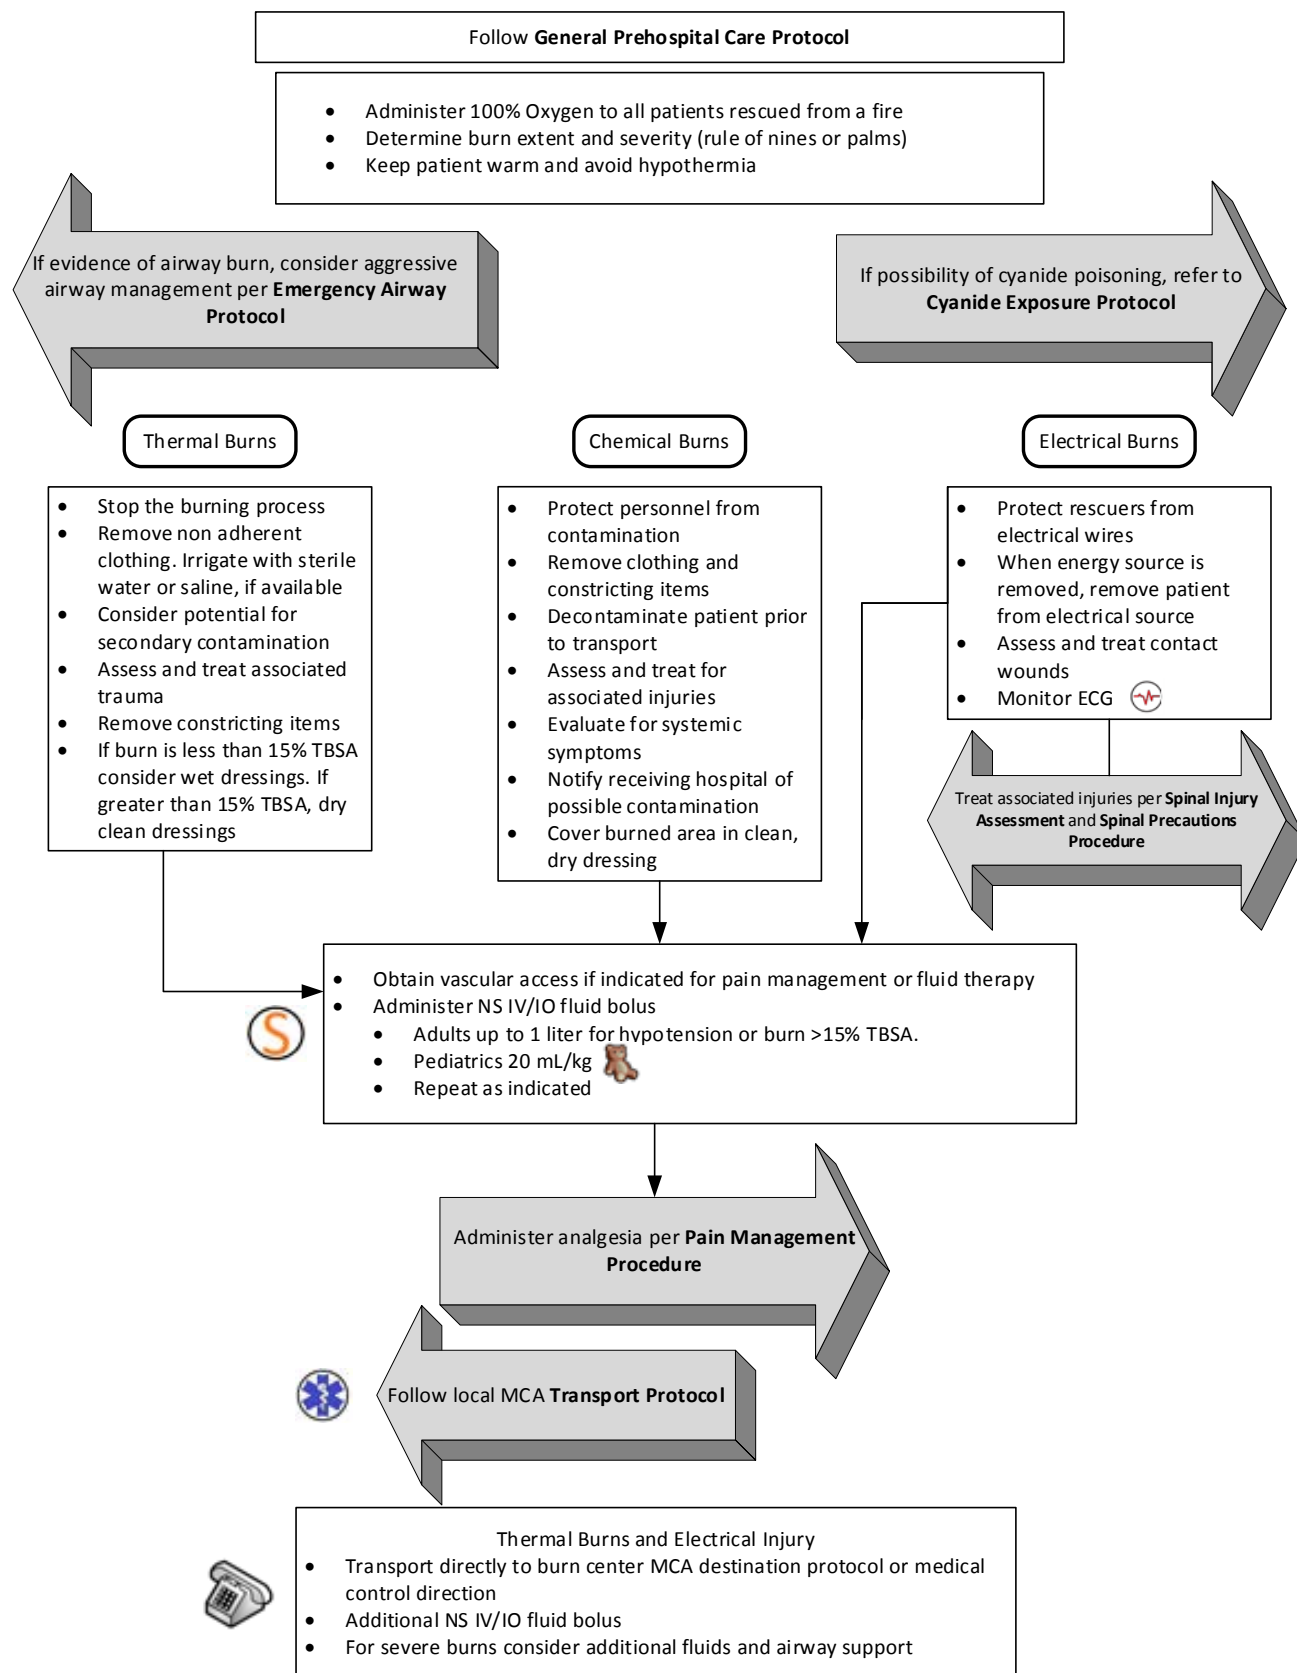 Follow General Prehospital Care Protocol
• Administer 100% Oxygen to all patients rescued from a fire
• Determine burn extent and severity (rule of nines or palms)
• Keep patient warm and avoid hypothermia
If evidence of airway burn, consider aggressive
airway management per Emergency Airway
Protocol
If possibility of cyanide poisoning, refer to
Cyanide Exposure Protocol
Thermal Burns
• Stop the burning process
• Remove non adherent
clothing. Irrigate with sterile
water or saline, if available
• Consider potential for
secondary contamination
• Assess and treat associated
trauma
• Remove constricting items
• If burn is less than 15% TBSA
consider wet dressings. If
greater than 15% TBSA, dry
clean dressings
Chemical Burns
• Protect personnel from
contamination
• Remove clothing and
constricting items
• Decontaminate patient prior
to transport
• Assess and treat for
associated injuries
• Evaluate for systemic
symptoms
• Notify receiving hospital of
possible contamination
• Cover burned area in clean,
dry dressing
Electrical Burns
• Protect rescuers from
electrical wires
• When energy source is
removed, remove patient
from electrical source
• Assess and treat contact
wounds
• Monitor ECG
Treat associated injuries per Spinal Injury
Assessment and Spinal Precautions
Procedure
S
• Obtain vascular access if indicated for pain management or fluid therapy
• Administer NS IV/IO fluid bolus
• Adults up to 1 liter for hypotension or burn >15% TBSA.
• Pediatrics 20 mL/kg
• Repeat as indicated
Administer analgesia per Pain Management
Procedure
Follow local MCA Transport Protocol
Thermal Burns and Electrical Injury
• Transport directly to burn center MCA destination protocol or medical
control direction
• Additional NS IV/IO fluid bolus
• For severe burns consider additional fluids and airway support